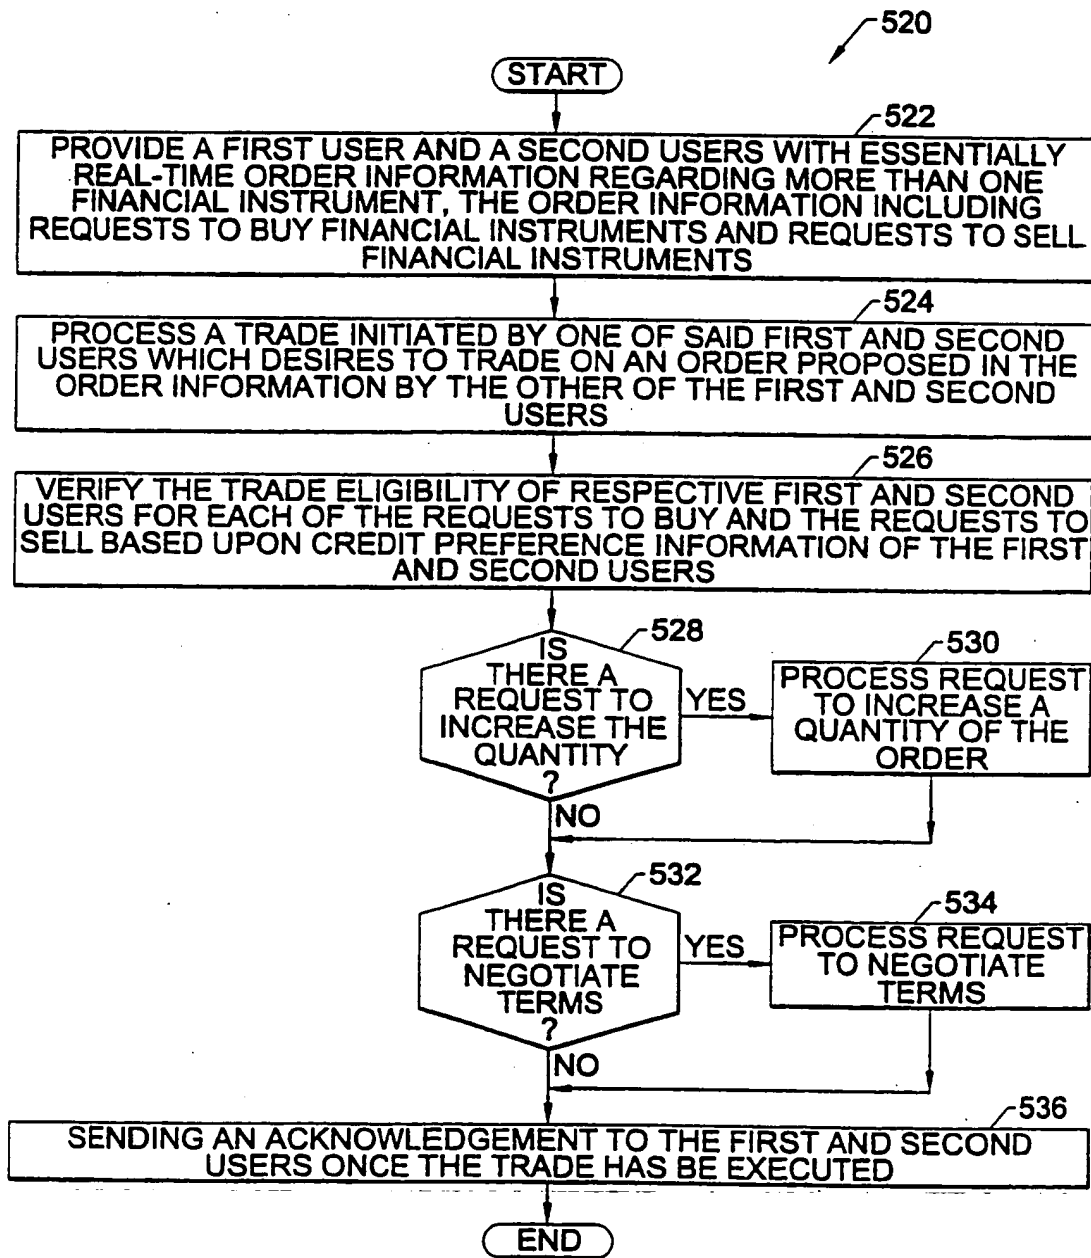 520
START
522
PROVIDE A FIRST USER AND A SECOND USERS WITH ESSENTIALLY
REAL-TIME ORDER INFORMATION REGARDING MORE THAN ONE
FINANCIAL INSTRUMENT, THE ORDER INFORMATION INCLUDING
REQUESTS TO BUY FINANCIAL INSTRUMENTS AND REQUESTS TO SELL
FINANCIAL INSTRUMENTS
524
PROCESS A TRADE INITIATED BY ONE OF SAID FIRST AND SECOND
USERS WHICH DESIRES TO TRADE ON AN ORDER PROPOSED IN THE
ORDER INFORMATION BY THE OTHER OF THE FIRST AND SECOND
USERS
526
VERIFY THE TRADE ELIGIBILITY OF RESPECTIVE FIRST AND SECOND
USERS FOR EACH OF THE REQUESTS TO BUY AND THE REQUESTS TO
SELL BASED UPON CREDIT PREFERENCE INFORMATION OF THE FIRST
AND SECOND USERS
528
IS
THERE A
REQUEST TO
INCREASE THE
QUANTITY
?
YES
530
PROCESS REQUEST
TO INCREASE A
QUANTITY OF THE
ORDER
NO
532
IS
THERE A
REQUEST TO
NEGOTIATE
TERMS
?
YES
534
PROCESS REQUEST
TO NEGOTIATE
TERMS
NO
536
SENDING AN ACKNOWLEDGEMENT TO THE FIRST AND SECOND
USERS ONCE THE TRADE HAS BE EXECUTED
END